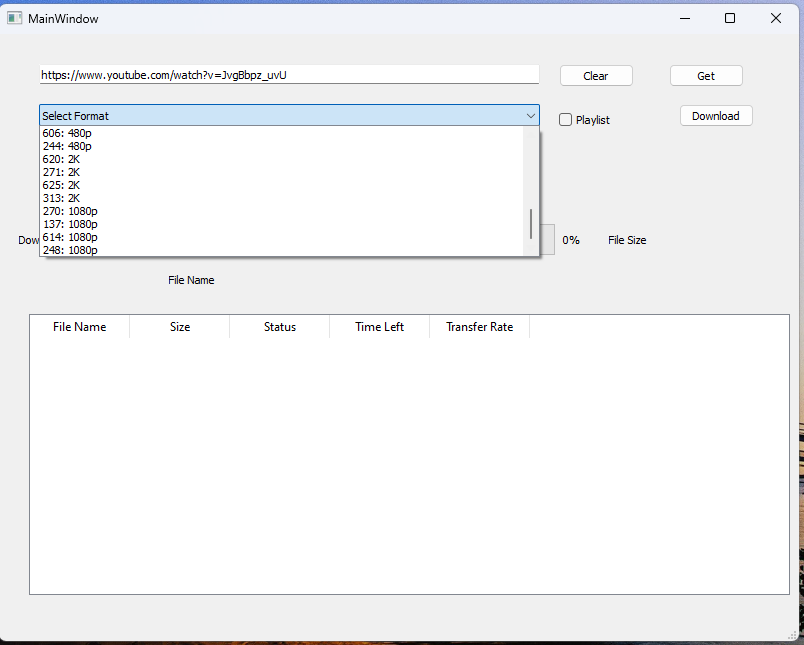 MainWindow
https://www.youtube.com/watch?v=JvgBbpz_uvU
Clear
Get
Select Format
Playlist
Download
606: 480p
244: 480p
620: 2K
271: 2K
625: 2K
313: 2K
270: 1080p
137: 1080p
614: 1080p
248: 1080p
Dow
0%
File Size
File Name
File Name Size Status Time Left Transfer Rate